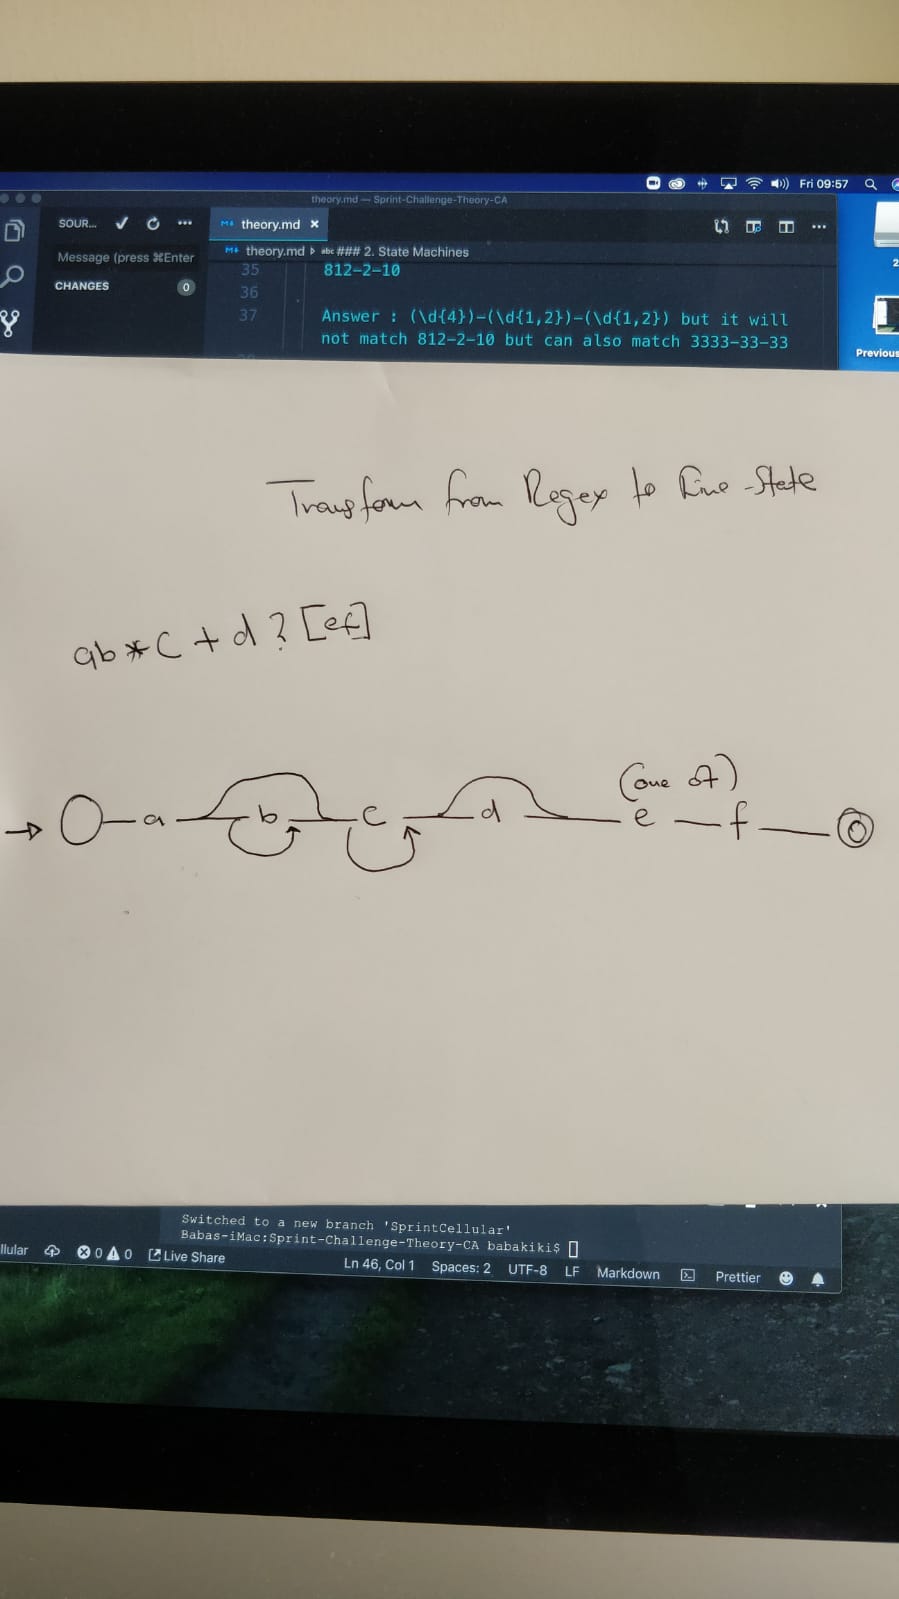 Fri 09:57
theory.md — Sprint-Challenge-Theory-CA
SOUR... theory.md ×
Message (press ⌘Enter theory.md ▸ abc ### 2. State Machines
35 812-2-10
CHANGES 0
36
37 Answer : (\d{4})-(\d{1,2})-(\d{1,2}) but it will
not match 812-2-10 but can also match 3333-33-33
Previous
Transform from Regex to -State
ab*c+d?[ef]
(one of)
a b c d e f
Switched to a new branch 'SprintCellular'
Babas-iMac:Sprint-Challenge-Theory-CA babakiki$
llular 0 0 Live Share Ln 46, Col 1 Spaces: 2 UTF-8 LF Markdown Prettier